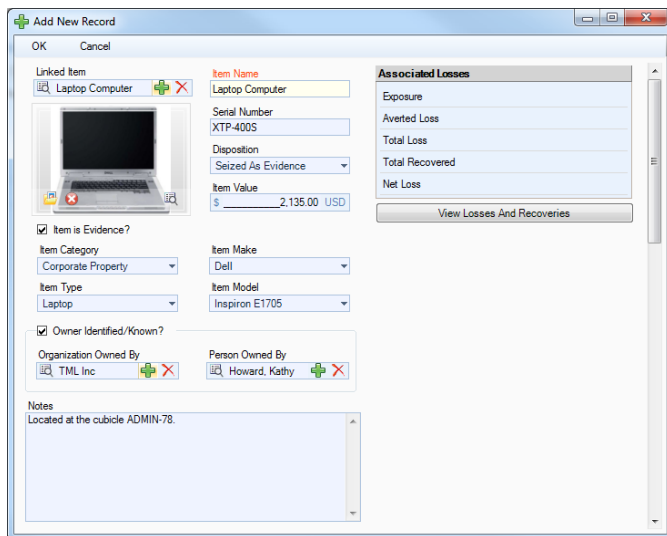 Add New Record
OK Cancel
Linked Item
Laptop Computer
Item Name
Laptop Computer
Serial Number
XTP-400S
Disposition
Seized As Evidence
Item Value
$ __________2,135.00 USD
Item is Evidence?
Item Category
Corporate Property
Item Make
Dell
Item Type
Laptop
Item Model
Inspiron E1705
Owner Identified/Known?
Organization Owned By
TML Inc
Person Owned By
Howard, Kathy
Notes
Located at the cubicle ADMIN-78.
Associated Losses
Exposure
Averted Loss
Total Loss
Total Recovered
Net Loss
View Losses And Recoveries